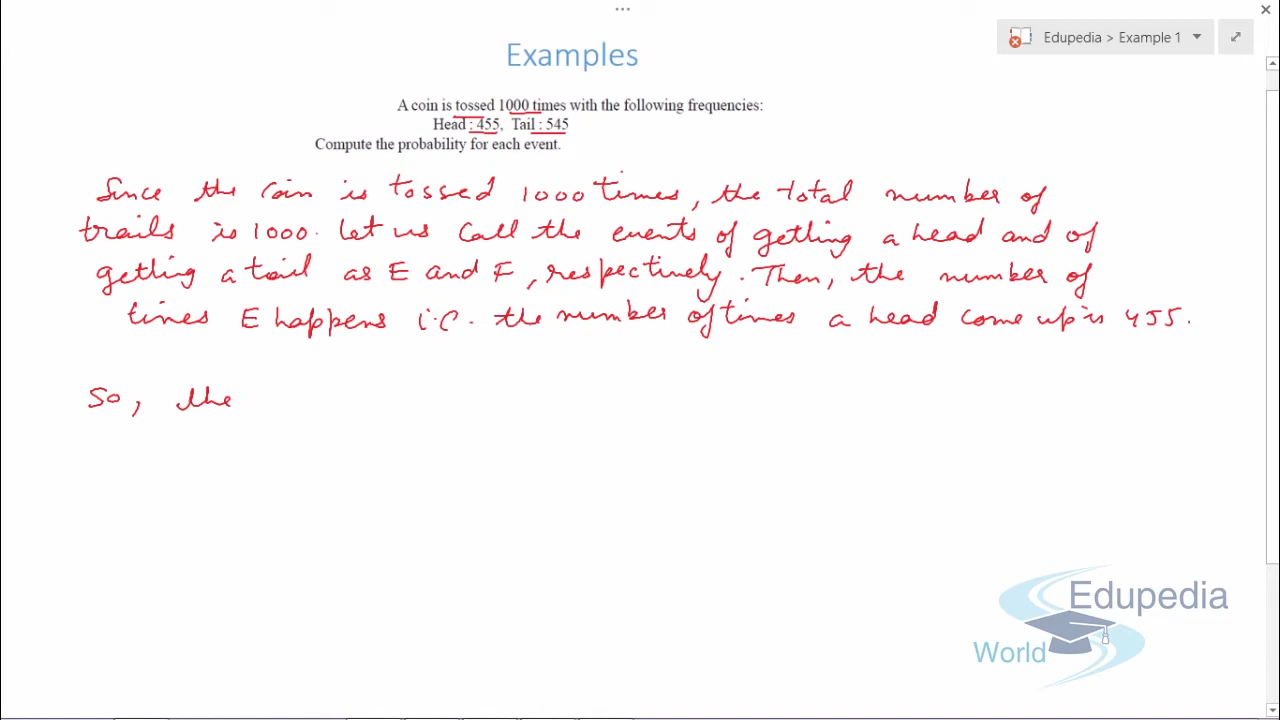 ...
Edupedia > Example 1
Examples
A coin is tossed 1000 times with the following frequencies:
Head : 455, Tail : 545
Compute the probability for each event.
Since the coin is tossed 1000 times, the total number of
trails is 1000. let us call the events of getting a head and of
getting a tail as E and F, respectively. Then, the number of
times E happens i.e. the number of times a head come up is 455.
So, the
Edupedia
World